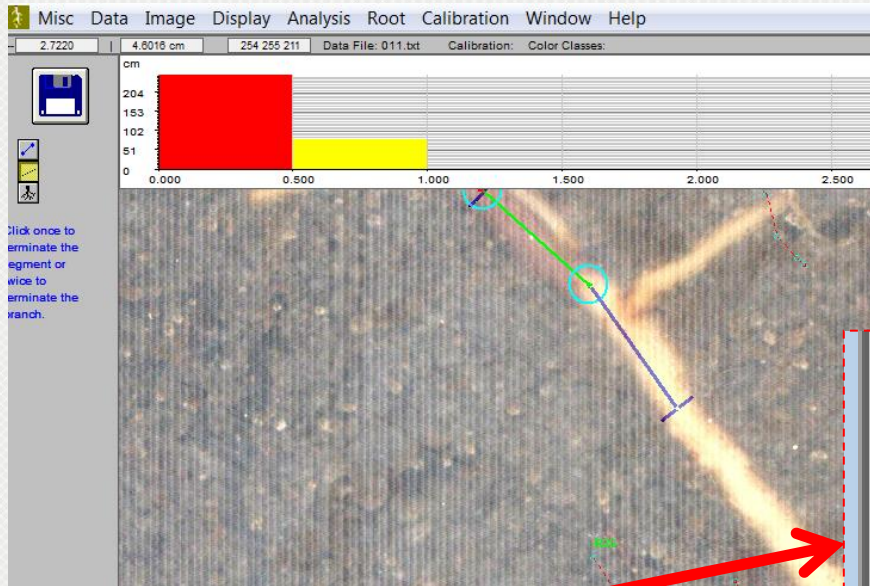 Misc Data Image Display Analysis Root Calibration Window Help
2.7220 | 4.6016 cm 254 255 211 Data File: 011.txt Calibration: Color Classes:
cm
204
153
102
51
0
0.000 0.500 1.000 1.500 2.000 2.500
Click once to
erminate the
egment or
wice to
erminate the
branch.